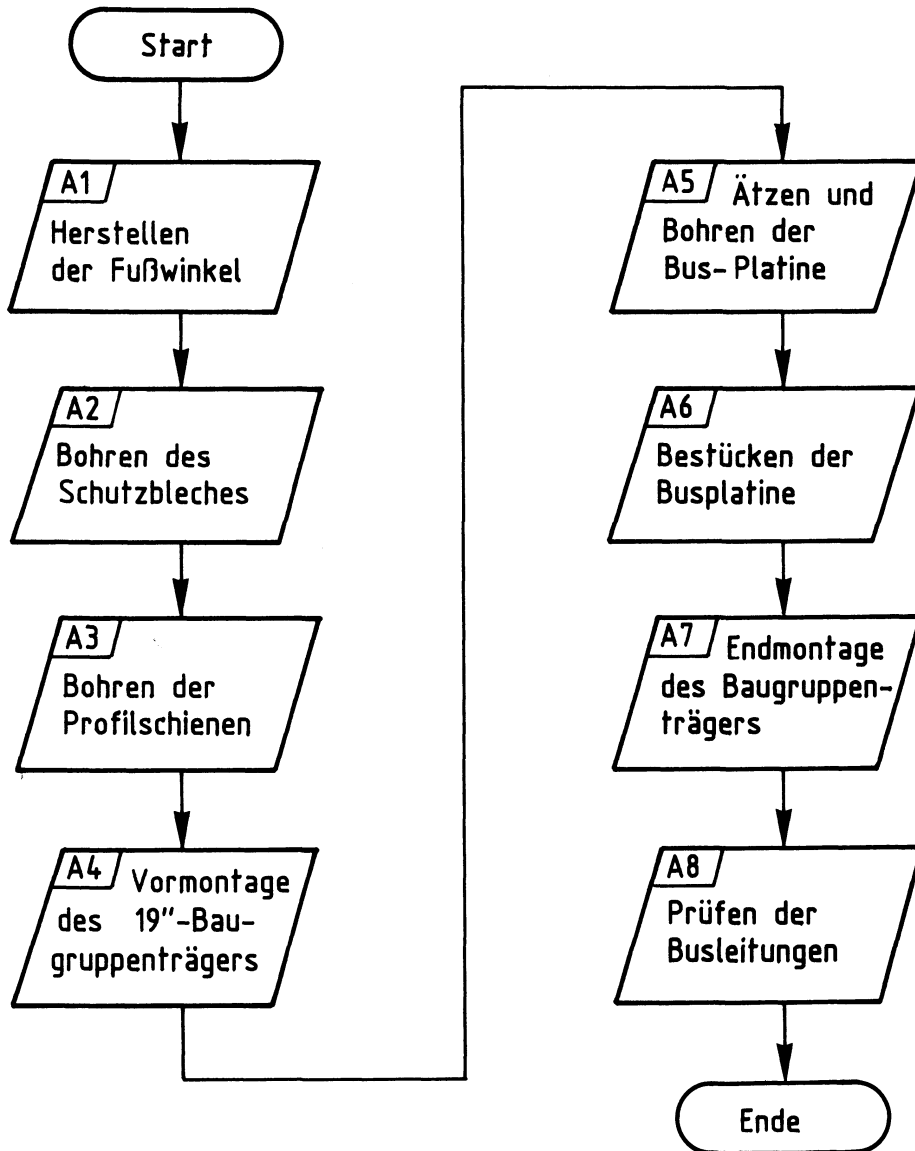 Start
A1
Herstellen
der Fußwinkel
A2
Bohren des
Schutzbleches
A3
Bohren der
Profilschienen
A4 Vormontage
des 19"-Bau-
gruppenträgers
A5 Ätzen und
Bohren der
Bus-Platine
A6
Bestücken der
Busplatine
A7 Endmontage
des Baugruppen-
trägers
A8
Prüfen der
Busleitungen
Ende